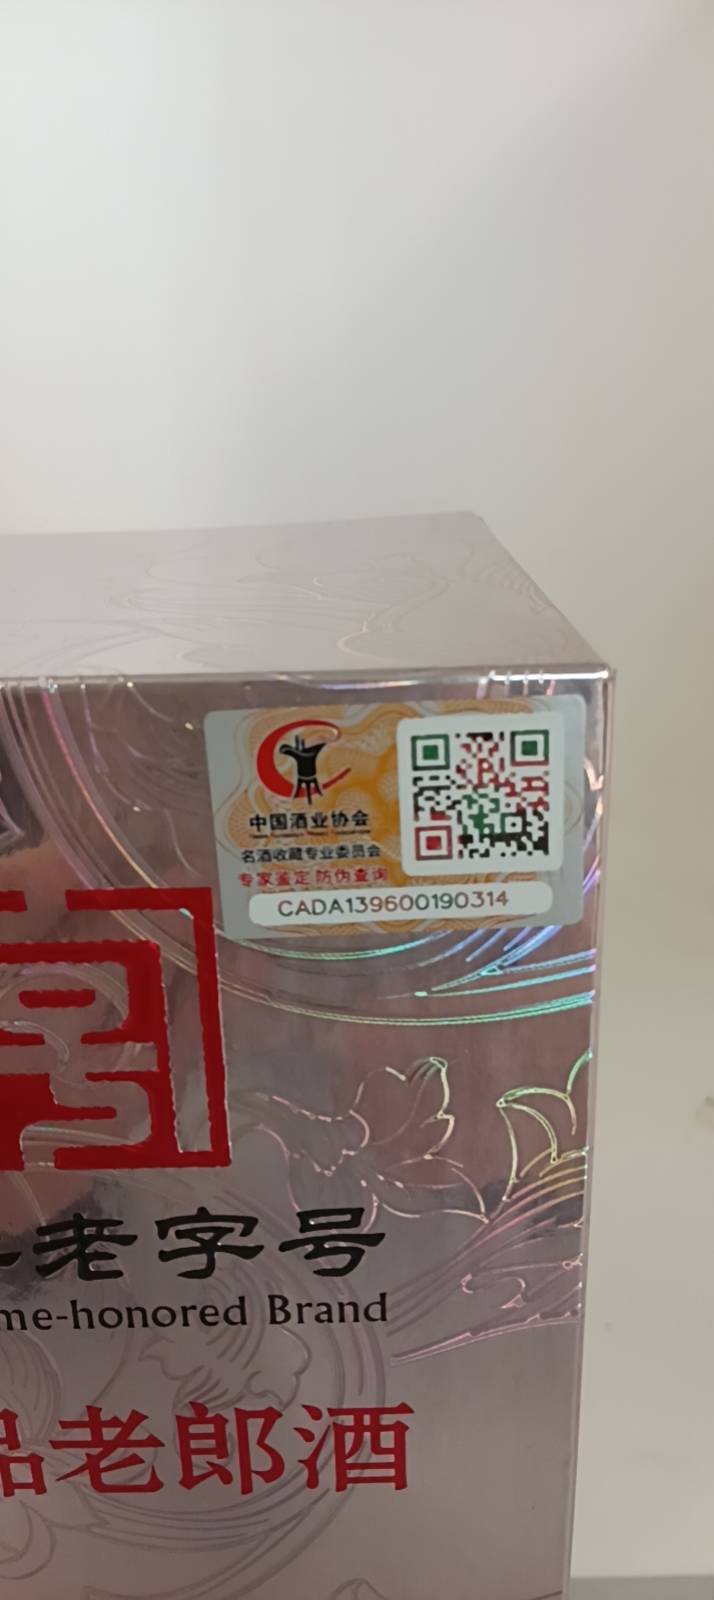 中国酒业协会
名酒收藏专业委员会
专家鉴定 防伪查询
CADA139600190314
老字号
me-honored Brand
品老郎酒